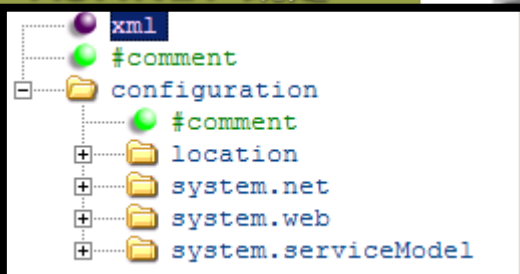 xml
#comment
configuration
#comment
location
system.net
system.web
system.serviceModel